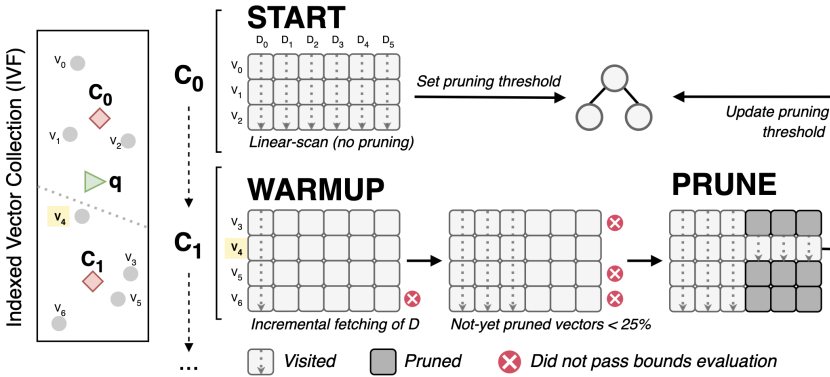 Indexed Vector Collection (IVF)
V0
C0
V1
V2
q
V4
C1
V3
V5
V6
C0
C1
...
START
D0 D1 D2 D3 D4 D5
V0
V1
V2
Linear-scan (no pruning)
Set pruning threshold
Update pruning
threshold
WARMUP
V3
V4
V5
V6
Incremental fetching of D
Not-yet pruned vectors < 25%
PRUNE
Visited
Pruned
Did not pass bounds evaluation